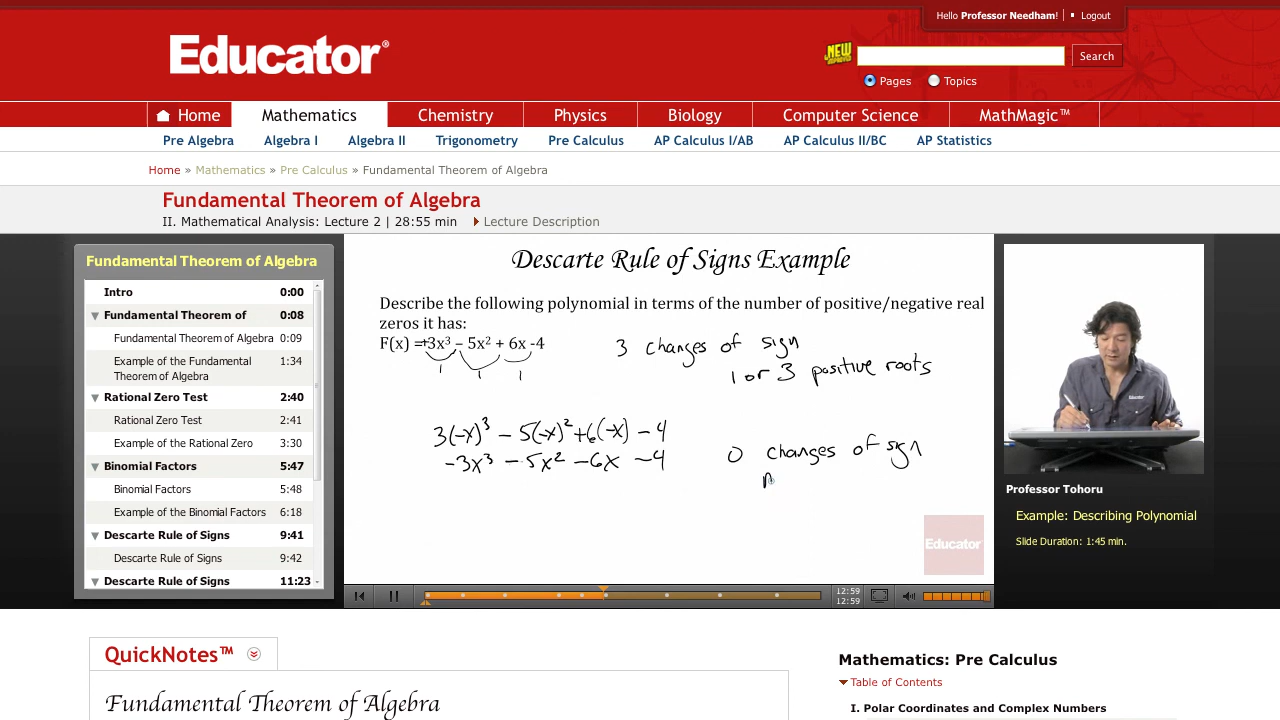 Hello Professor Needham! ▪ Logout
Educator®
NEW
Search
Pages Topics
Home Mathematics Chemistry Physics Biology Computer Science MathMagic™
Pre Algebra Algebra I Algebra II Trigonometry Pre Calculus AP Calculus I/AB AP Calculus II/BC AP Statistics
Home » Mathematics » Pre Calculus » Fundamental Theorem of Algebra
Fundamental Theorem of Algebra
II. Mathematical Analysis: Lecture 2 | 28:55 min Lecture Description
Fundamental Theorem of Algebra
Intro 0:00
Fundamental Theorem of 0:08
Fundamental Theorem of Algebra 0:09
Example of the Fundamental 1:34
Theorem of Algebra
Rational Zero Test 2:40
Rational Zero Test 2:41
Example of the Rational Zero 3:30
Binomial Factors 5:47
Binomial Factors 5:48
Example of the Binomial Factors 6:18
Descarte Rule of Signs 9:41
Descarte Rule of Signs 9:42
Descarte Rule of Signs 11:23
Descarte Rule of Signs Example
Describe the following polynomial in terms of the number of positive/negative real
zeros it has:
F(x) =+3x³ – 5x² + 6x -4
3 changes of sign
1 1 1
1 or 3 positive roots
3(-x)³ – 5(-x)² +6(-x) – 4
-3x³ – 5x² – 6x – 4
0 changes of sign
n
Educator
12:59
12:59
Educator
Professor Tohoru
Example: Describing Polynomial
Slide Duration: 1:45 min.
QuickNotes™
Fundamental Theorem of Algebra
Mathematics: Pre Calculus
Table of Contents
I. Polar Coordinates and Complex Numbers